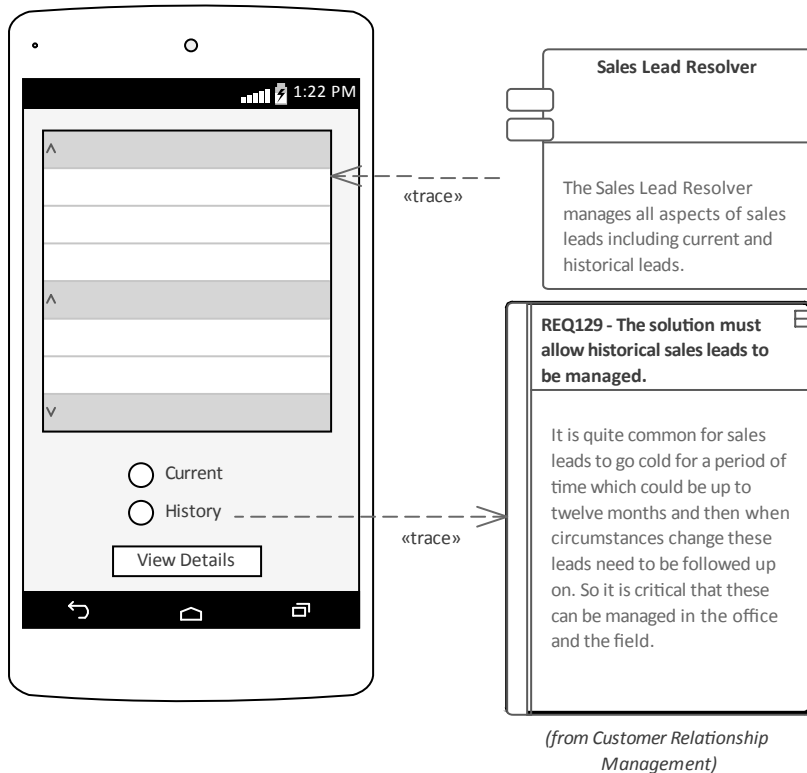 1:22 PM
Current
History
View Details
«trace»
«trace»
Sales Lead Resolver
The Sales Lead Resolver
manages all aspects of sales
leads including current and
historical leads.
REQ129 - The solution must
allow historical sales leads to
be managed.
It is quite common for sales
leads to go cold for a period of
time which could be up to
twelve months and then when
circumstances change these
leads need to be followed up
on. So it is critical that these
can be managed in the office
and the field.
(from Customer Relationship
Management)